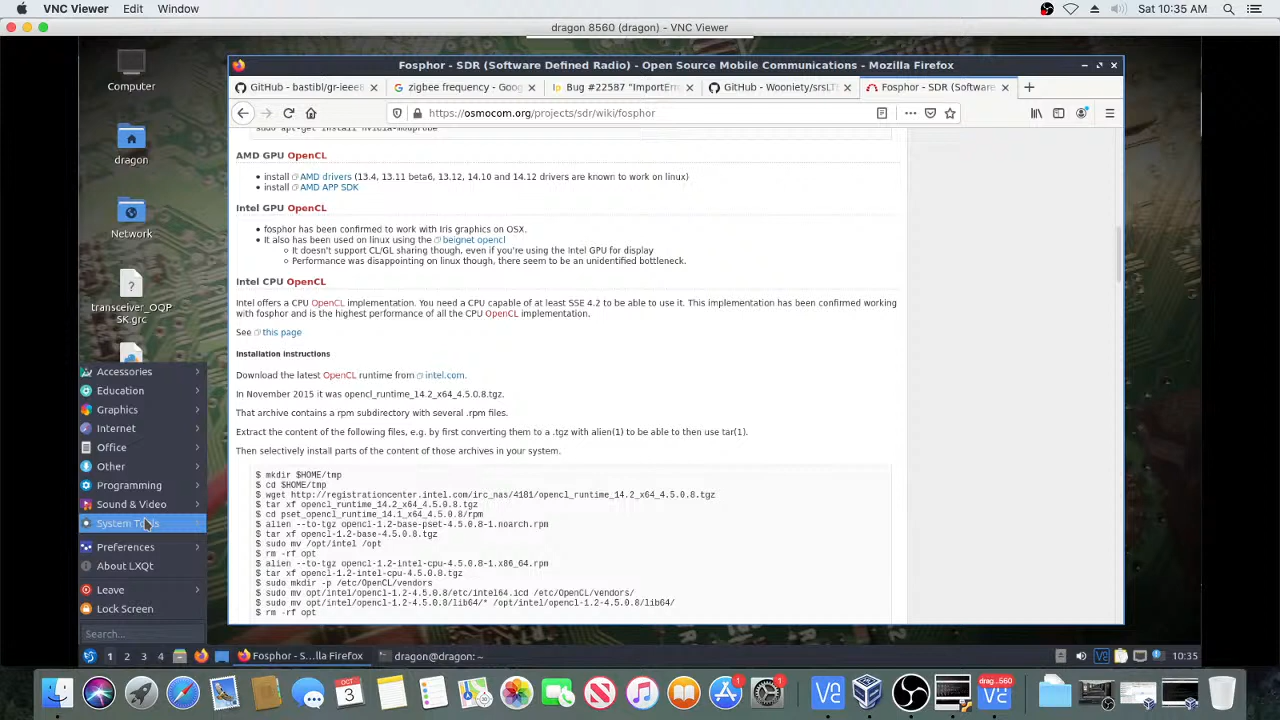 VNC Viewer Edit Window Sat 10:35 AM
dragon 8560 (dragon) - VNC Viewer
Computer
dragon
Network
transceiver_OQP
SK.grc
Fosphor - SDR (Software Defined Radio) - Open Source Mobile Communications - Mozilla Firefox
GitHub - bastibl/gr-ieee8 zigbee frequency - Goog Bug #22587 "ImportErr GitHub - Wooniety/srsLTE Fosphor - SDR (Software
https://osmocom.org/projects/sdr/wiki/fosphor
sudo apt-get install nvidia-modprobe
AMD GPU OpenCL
install AMD drivers (13.4, 13.11 beta6, 13.12, 14.10 and 14.12 drivers are known to work on linux)
install AMD APP SDK
Intel GPU OpenCL
fosphor has been confirmed to work with Iris graphics on OSX.
It also has been used on linux using the beignet opencl
It doesn't support CL/GL sharing though, even if you're using the Intel GPU for display
Performance was disappointing on linux though, there seem to be an unidentified bottleneck.
Intel CPU OpenCL
Intel offers a CPU OpenCL implementation. You need a CPU capable of at least SSE 4.2 to be able to use it. This implementation has been confirmed working
with fosphor and is the highest performance of all the CPU OpenCL implementation.
See this page
Installation instructions
Download the latest OpenCL runtime from intel.com.
In November 2015 it was opencl_runtime_14.2_x64_4.5.0.8.tgz.
That archive contains a rpm subdirectory with several .rpm files.
Extract the content of the following files, e.g. by first converting them to a .tgz with alien(1) to be able to then use tar(1).
Then selectively install parts of the content of those archives in your system.
$ mkdir $HOME/tmp
$ cd $HOME/tmp
$ wget http://registrationcenter.intel.com/irc_nas/4181/opencl_runtime_14.2_x64_4.5.0.8.tgz
$ tar xf opencl_runtime_14.2_x64_4.5.0.8.tgz
$ cd pset_opencl_runtime_14.1_x64_4.5.0.8/rpm
$ alien --to-tgz opencl-1.2-base-pset-4.5.0.8-1.noarch.rpm
$ tar xf opencl-1.2-base-4.5.0.8.tgz
$ sudo mv /opt/intel /opt
$ rm -rf opt
$ alien --to-tgz opencl-1.2-intel-cpu-4.5.0.8-1.x86_64.rpm
$ tar xf opencl-1.2-intel-cpu-4.5.0.8.tgz
$ sudo mkdir -p /etc/OpenCL/vendors
$ sudo mv opt/intel/opencl-1.2-4.5.0.8/etc/intel64.icd /etc/OpenCL/vendors/
$ sudo mv opt/intel/opencl-1.2-4.5.0.8/lib64/* /opt/intel/opencl-1.2-4.5.0.8/lib64/
$ rm -rf opt
Accessories
Education
Graphics
Internet
Office
Other
Programming
Sound & Video
System Tools
Preferences
About LXQt
Leave
Lock Screen
Search...
1 2 3 4 Fosphor - S...lla Firefox dragon@dragon: ~ 10:35
OCT
3
1
1
drag...560